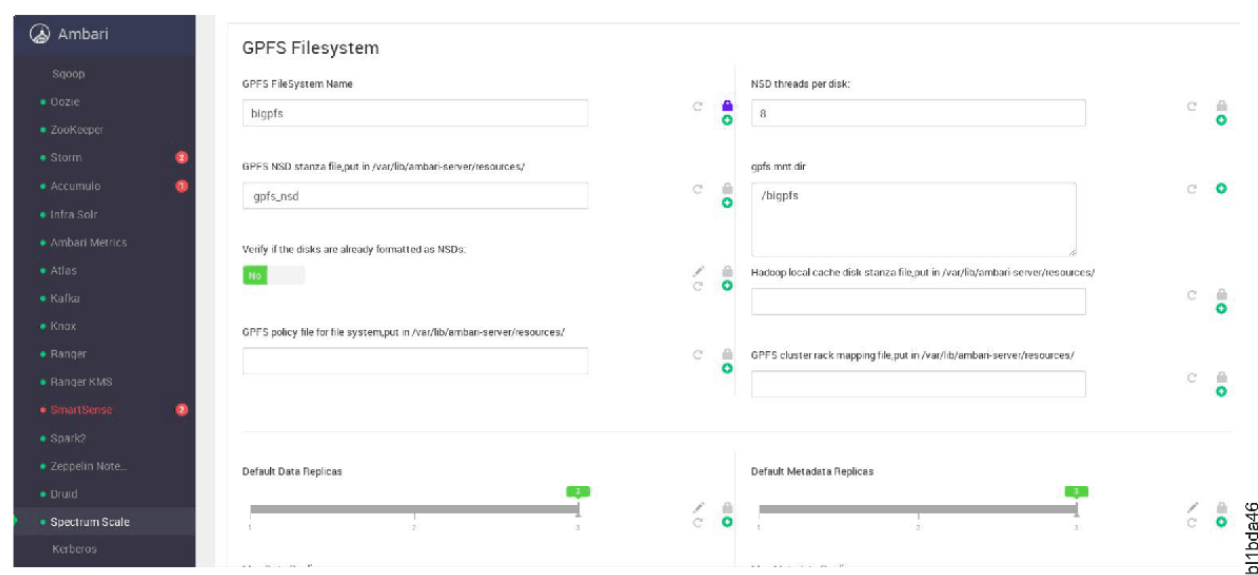 Ambari
Sqoop
Oozie
ZooKeeper
Storm 2
Accumulo 1
Infra Solr
Ambari Metrics
Atlas
Kafka
Knox
Ranger
Ranger KMS
SmartSense 2
Spark2
Zeppelin Note...
Druid
Spectrum Scale
Kerberos
GPFS Filesystem
GPFS FileSystem Name
bigpfs
GPFS NSD stanza file,put in /var/lib/ambari-server/resources/
gpfs_nsd
Verify if the disks are already formatted as NSDs:
No
GPFS policy file for file system,put in /var/lib/ambari-server/resources/
NSD threads per disk:
8
gpfs mnt dir
/bigpfs
Hadoop local cache disk stanza file,put in /var/lib/ambari-server/resources/
GPFS cluster rack mapping file,put in /var/lib/ambari-server/resources/
Default Data Replicas
3
1 2 3
Default Metadata Replicas
3
1 2 3
bl1bda46